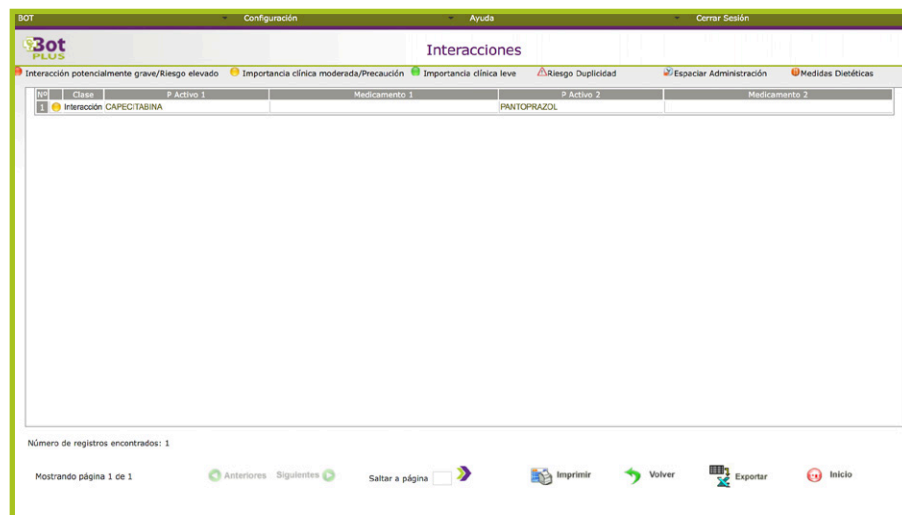 BOT Configuración Ayuda Cerrar Sesión
Bot PLUS
Interacciones
Interacción potencialmente grave/Riesgo elevado Importancia clínica moderada/Precaución Importancia clínica leve Riesgo Duplicidad Espaciar Administración Medidas Dietéticas
Nº Clase P Activo 1 Medicamento 1 P Activo 2 Medicamento 2
1 Interacción CAPECITABINA PANTOPRAZOL
Número de registros encontrados: 1
Mostrando página 1 de 1 Anteriores Siguientes Saltar a página Imprimir Volver Exportar Inicio